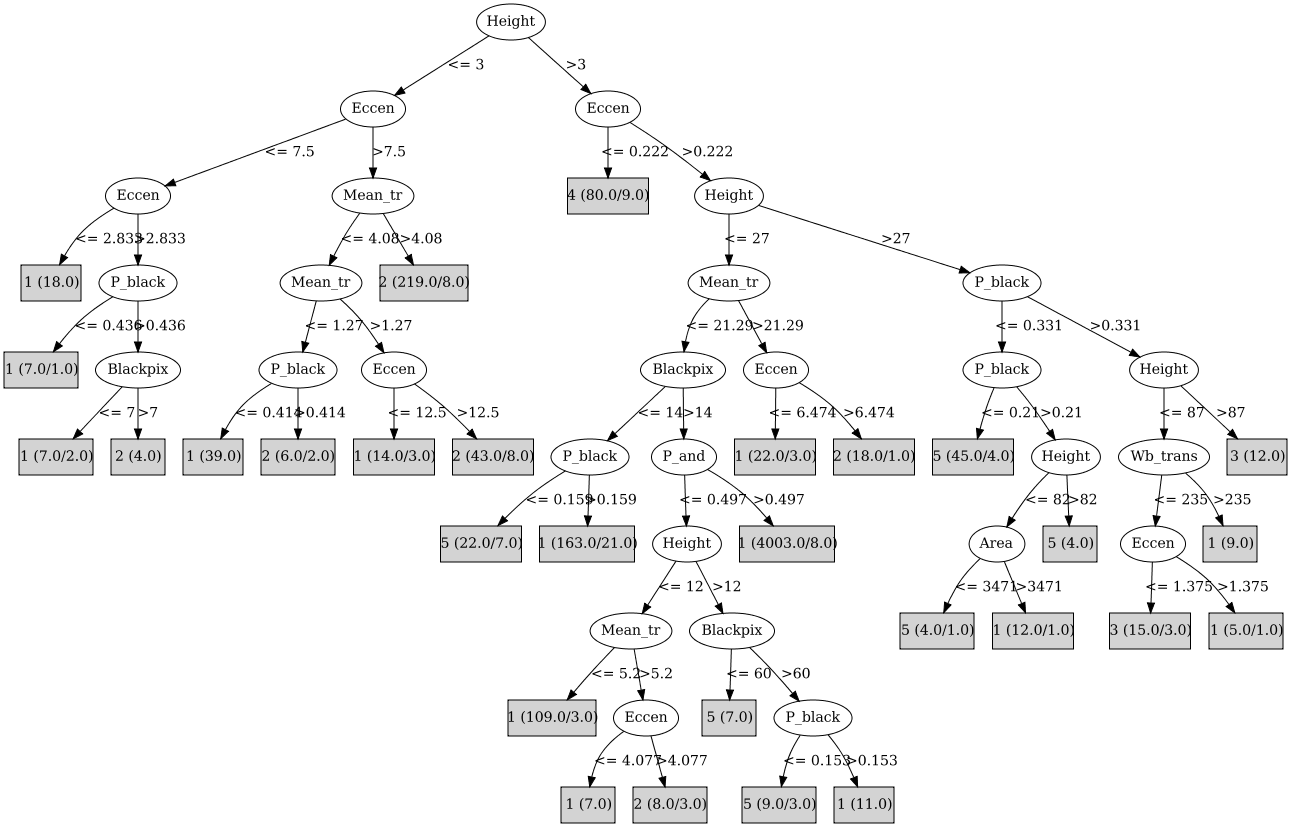 Height
<= 3 >3
Eccen Eccen
<= 7.5 >7.5 <= 0.222 >0.222
Eccen Mean_tr 4 (80.0/9.0) Height
<= 2.833 >2.833 <= 4.08 >4.08 <= 27 >27
1 (18.0) P_black Mean_tr 2 (219.0/8.0) Mean_tr P_black
<= 0.436 >0.436 <= 1.27 >1.27 <= 21.29 >21.29 <= 0.331 >0.331
1 (7.0/1.0) Blackpix P_black Eccen Blackpix Eccen P_black Height
<= 7 >7 <= 0.414 >0.414 <= 12.5 >12.5 <= 14 >14 <= 6.474 >6.474 <= 0.21 >0.21 <= 87 >87
1 (7.0/2.0) 2 (4.0) 1 (39.0) 2 (6.0/2.0) 1 (14.0/3.0) 2 (43.0/8.0) P_black P_and 1 (22.0/3.0) 2 (18.0/1.0) 5 (45.0/4.0) Height Wb_trans 3 (12.0)
<= 0.159 >0.159 <= 0.497 >0.497 <= 82 >82 <= 235 >235
5 (22.0/7.0) 1 (163.0/21.0) Height 1 (4003.0/8.0) Area 5 (4.0) Eccen 1 (9.0)
<= 12 >12 <= 3471 >3471 <= 1.375 >1.375
Mean_tr Blackpix 5 (4.0/1.0) 1 (12.0/1.0) 3 (15.0/3.0) 1 (5.0/1.0)
<= 5.2 >5.2 <= 60 >60
1 (109.0/3.0) Eccen 5 (7.0) P_black
<= 4.077 >4.077 <= 0.153 >0.153
1 (7.0) 2 (8.0/3.0) 5 (9.0/3.0) 1 (11.0)